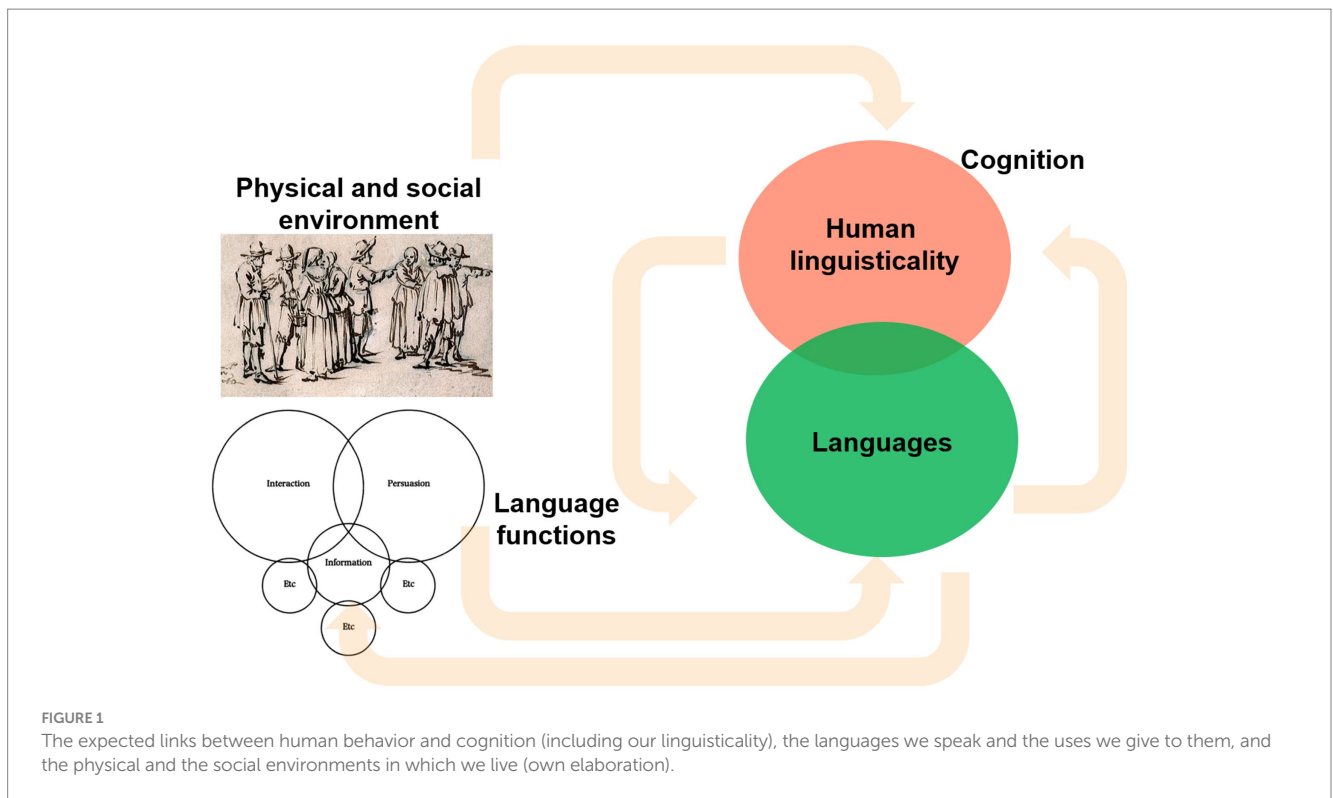 Physical and social
environment
Cognition
Human
linguisticality
Languages
Interaction
Persuasion
Language
functions
Information
Etc
Etc
Etc
FIGURE 1
The expected links between human behavior and cognition (including our linguisticality), the languages we speak and the uses we give to them, and
the physical and the social environments in which we live (own elaboration).